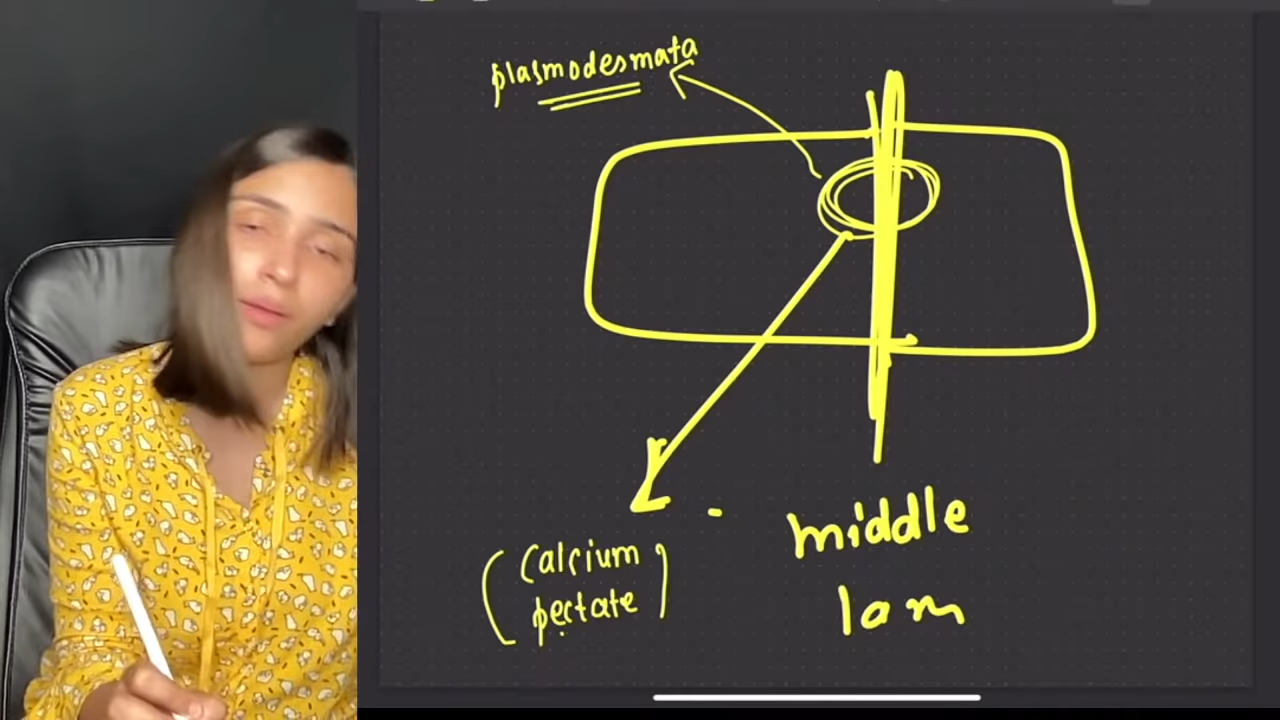 plasmodesmata
middle
lam
(calcium
pectate)